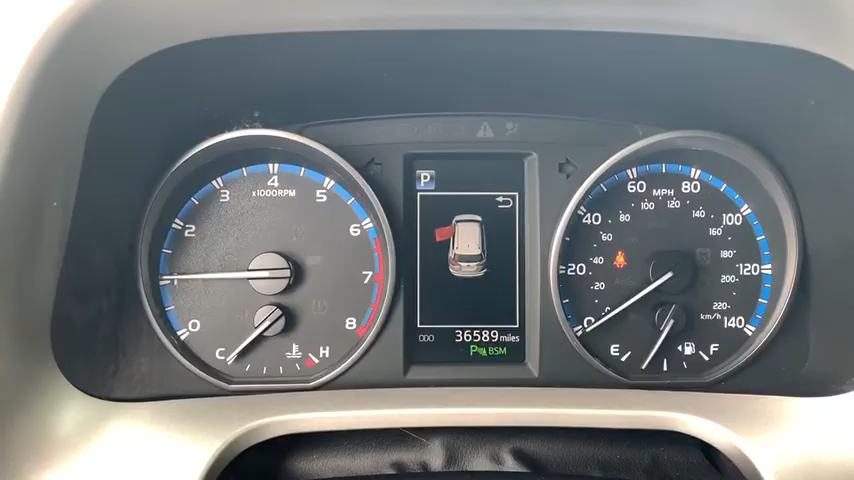 P
4
x1000RPM
3
5
2
6
1
7
0
8
C
H
ODO 36589 miles
P BSM
60 MPH 80
100 120
80 140
40 100
60 160
40 180
20 120
20 200
0 220
km/h
0 140
E F